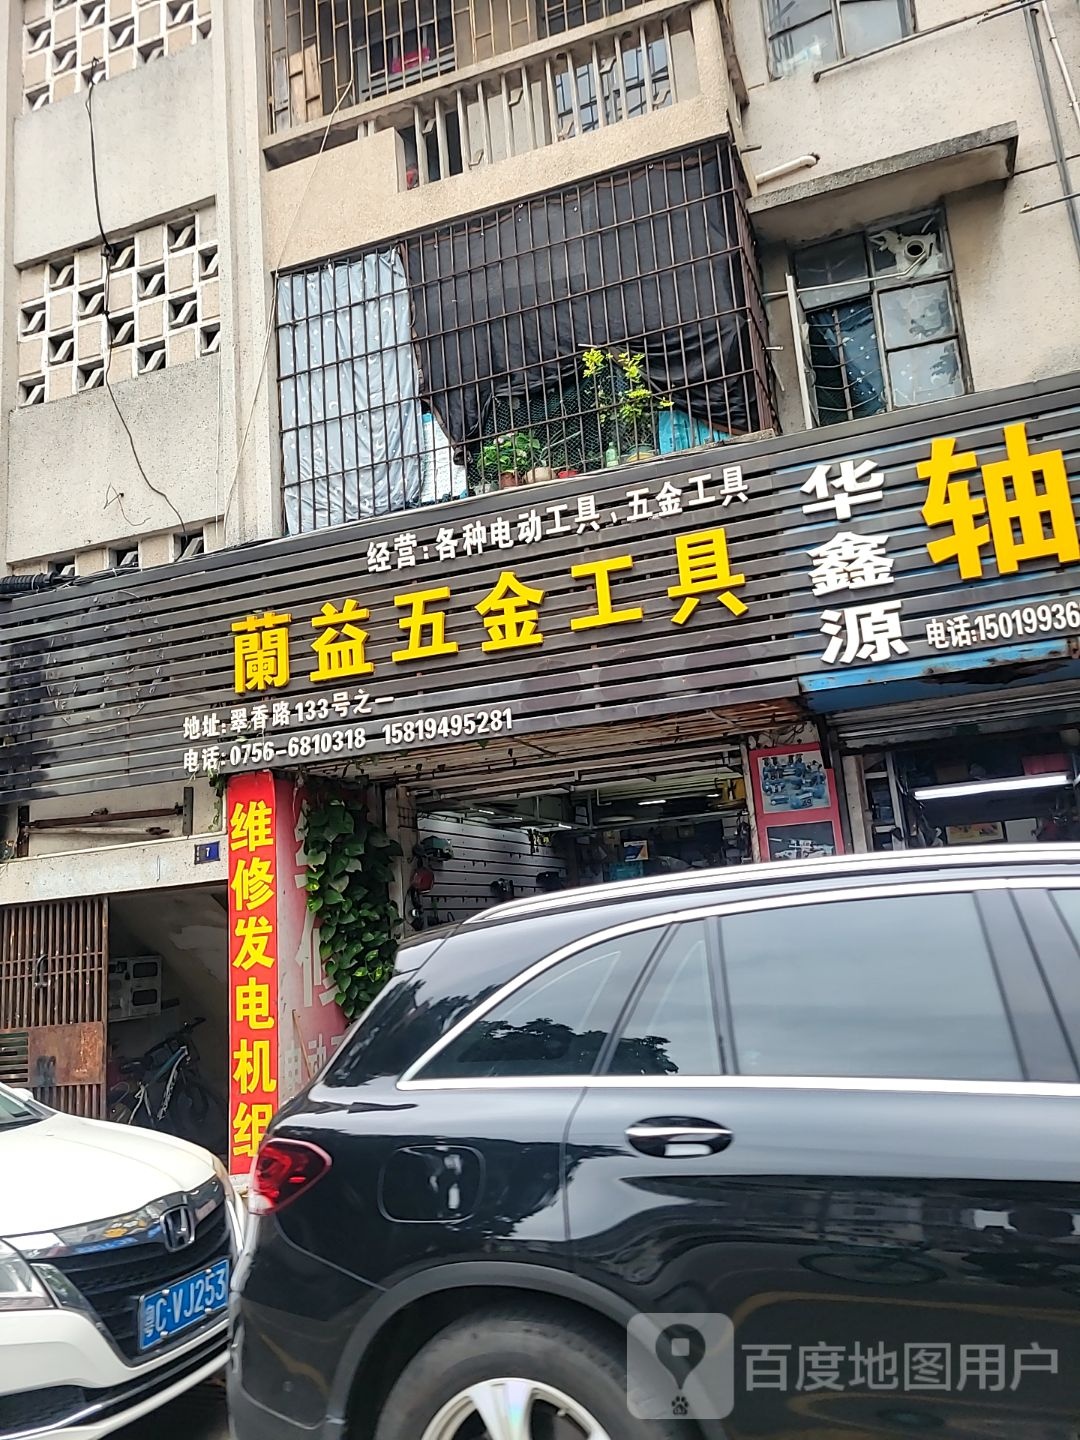 经营:各种电动工具,五金工具
蘭益五金工具
地址:翠香路133号之一
电话:0756-6810318 15819495281
华鑫源
轴
电话:15019936
维修发电机组
7
粤C·VJ253
百度地图用户